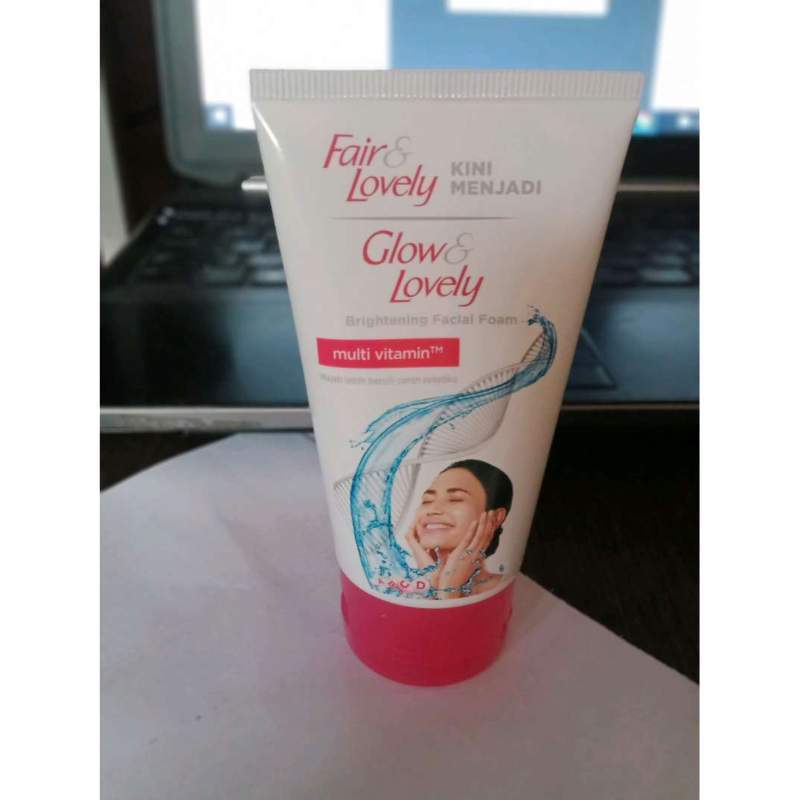 Fair &
Lovely
KINI
MENJADI
Glow &
Lovely
Brightening Facial Foam
multi vitamin™